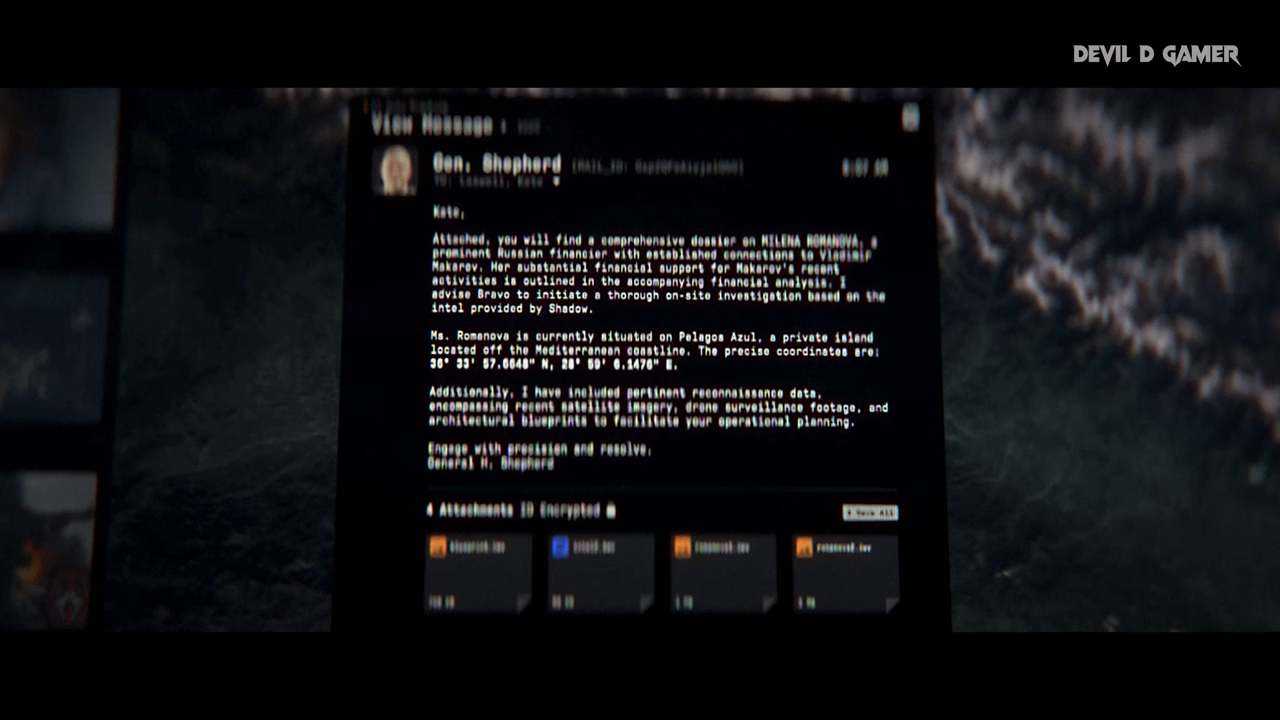 DEVIL D GAMER
View Message
Gen. Shepherd
TO: Laswell, Kate
Kate,
Attached, you will find a comprehensive dossier on MILENA ROMANOVA, a
prominent Russian financier with established connections to Vladimir
Makarov. Her substantial financial support for Makarov's recent
activities is outlined in the accompanying financial analysis. I
advise Bravo to initiate a thorough on-site investigation based on the
intel provided by Shadow.
Ms. Romanova is currently situated on Pelagos Azul, a private island
located off the Mediterranean coastline. The precise coordinates are:
Additionally, I have included pertinent reconnaissance data,
encompassing recent satellite imagery, drone surveillance footage, and
architectural blueprints to facilitate your operational planning.
Engage with precision and resolve.
General H. Shepherd
4 Attachments ID Encrypted
Save All